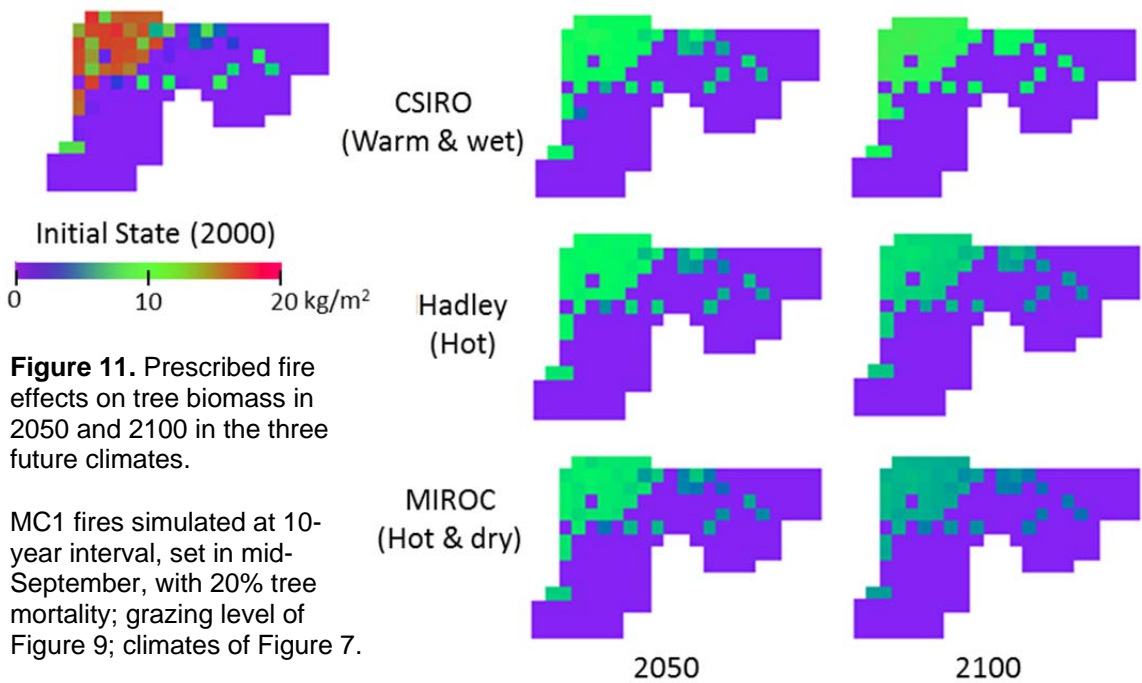 CSIRO
(Warm & wet)
Initial State (2000)
0 10 20 kg/m²
Hadley
(Hot)
Figure 11. Prescribed fire
effects on tree biomass in
2050 and 2100 in the three
future climates.
MC1 fires simulated at 10-
year interval, set in mid-
September, with 20% tree
mortality; grazing level of
Figure 9; climates of Figure 7.
MIROC
(Hot & dry)
2050 2100